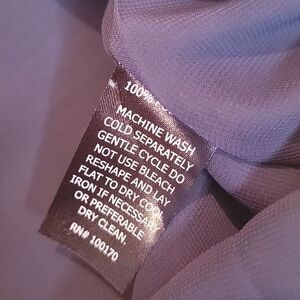 100%
MACHINE WASH
COLD SEPARATELY
GENTLE CYCLE DO
NOT USE BLEACH
RESHAPE AND LAY
FLAT TO DRY COOL
IRON IF NECESSARY
OR PREFERABLE
DRY CLEAN.
RN# 100170